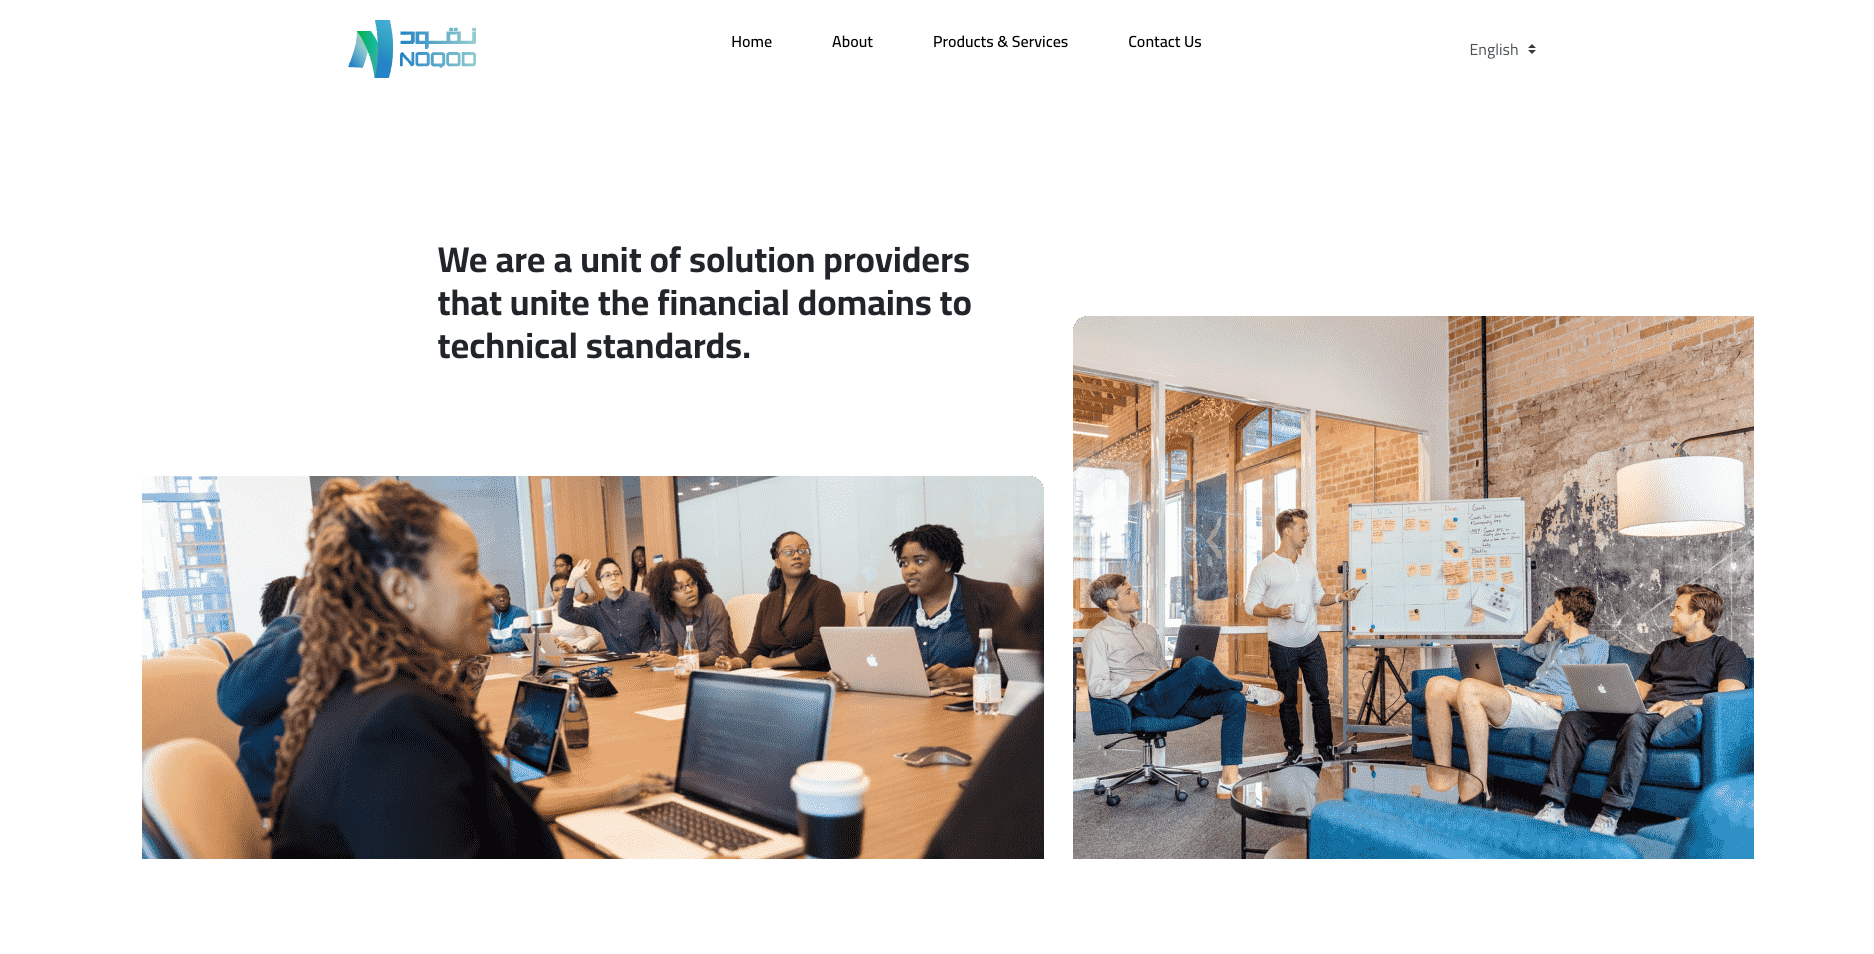 نقود
NOQOD
Home
About
Products & Services
Contact Us
English
We are a unit of solution providers
that unite the financial domains to
technical standards.
Goals